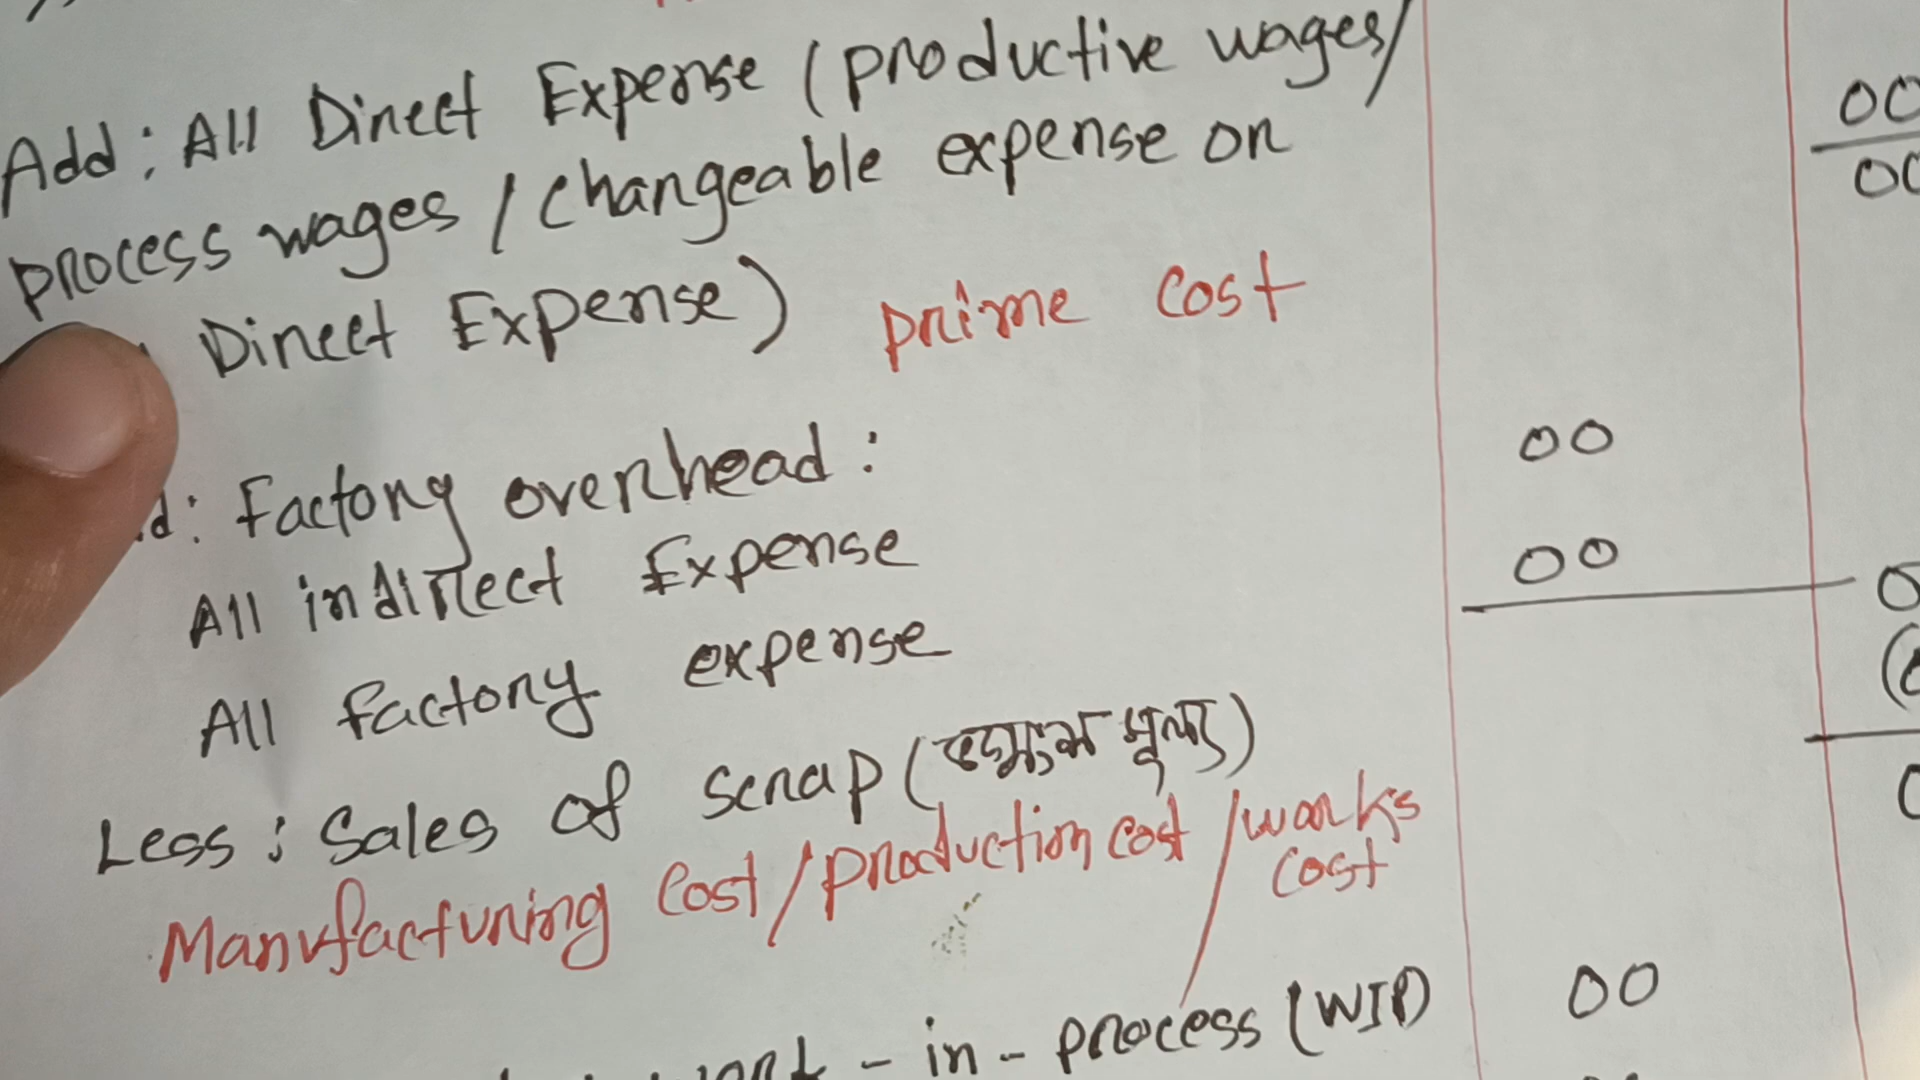 Add: All Direct Expense (productive wages/
00
process wages / changeable expense on
00
Direct Expense) prime cost
d: Factory overhead:
00
All indirect Expense
00
All factory expense
Less: Sales of scrap (মূল্য)
Manufacturing Cost/production cost/works
cost
- in - process (WIP)
00